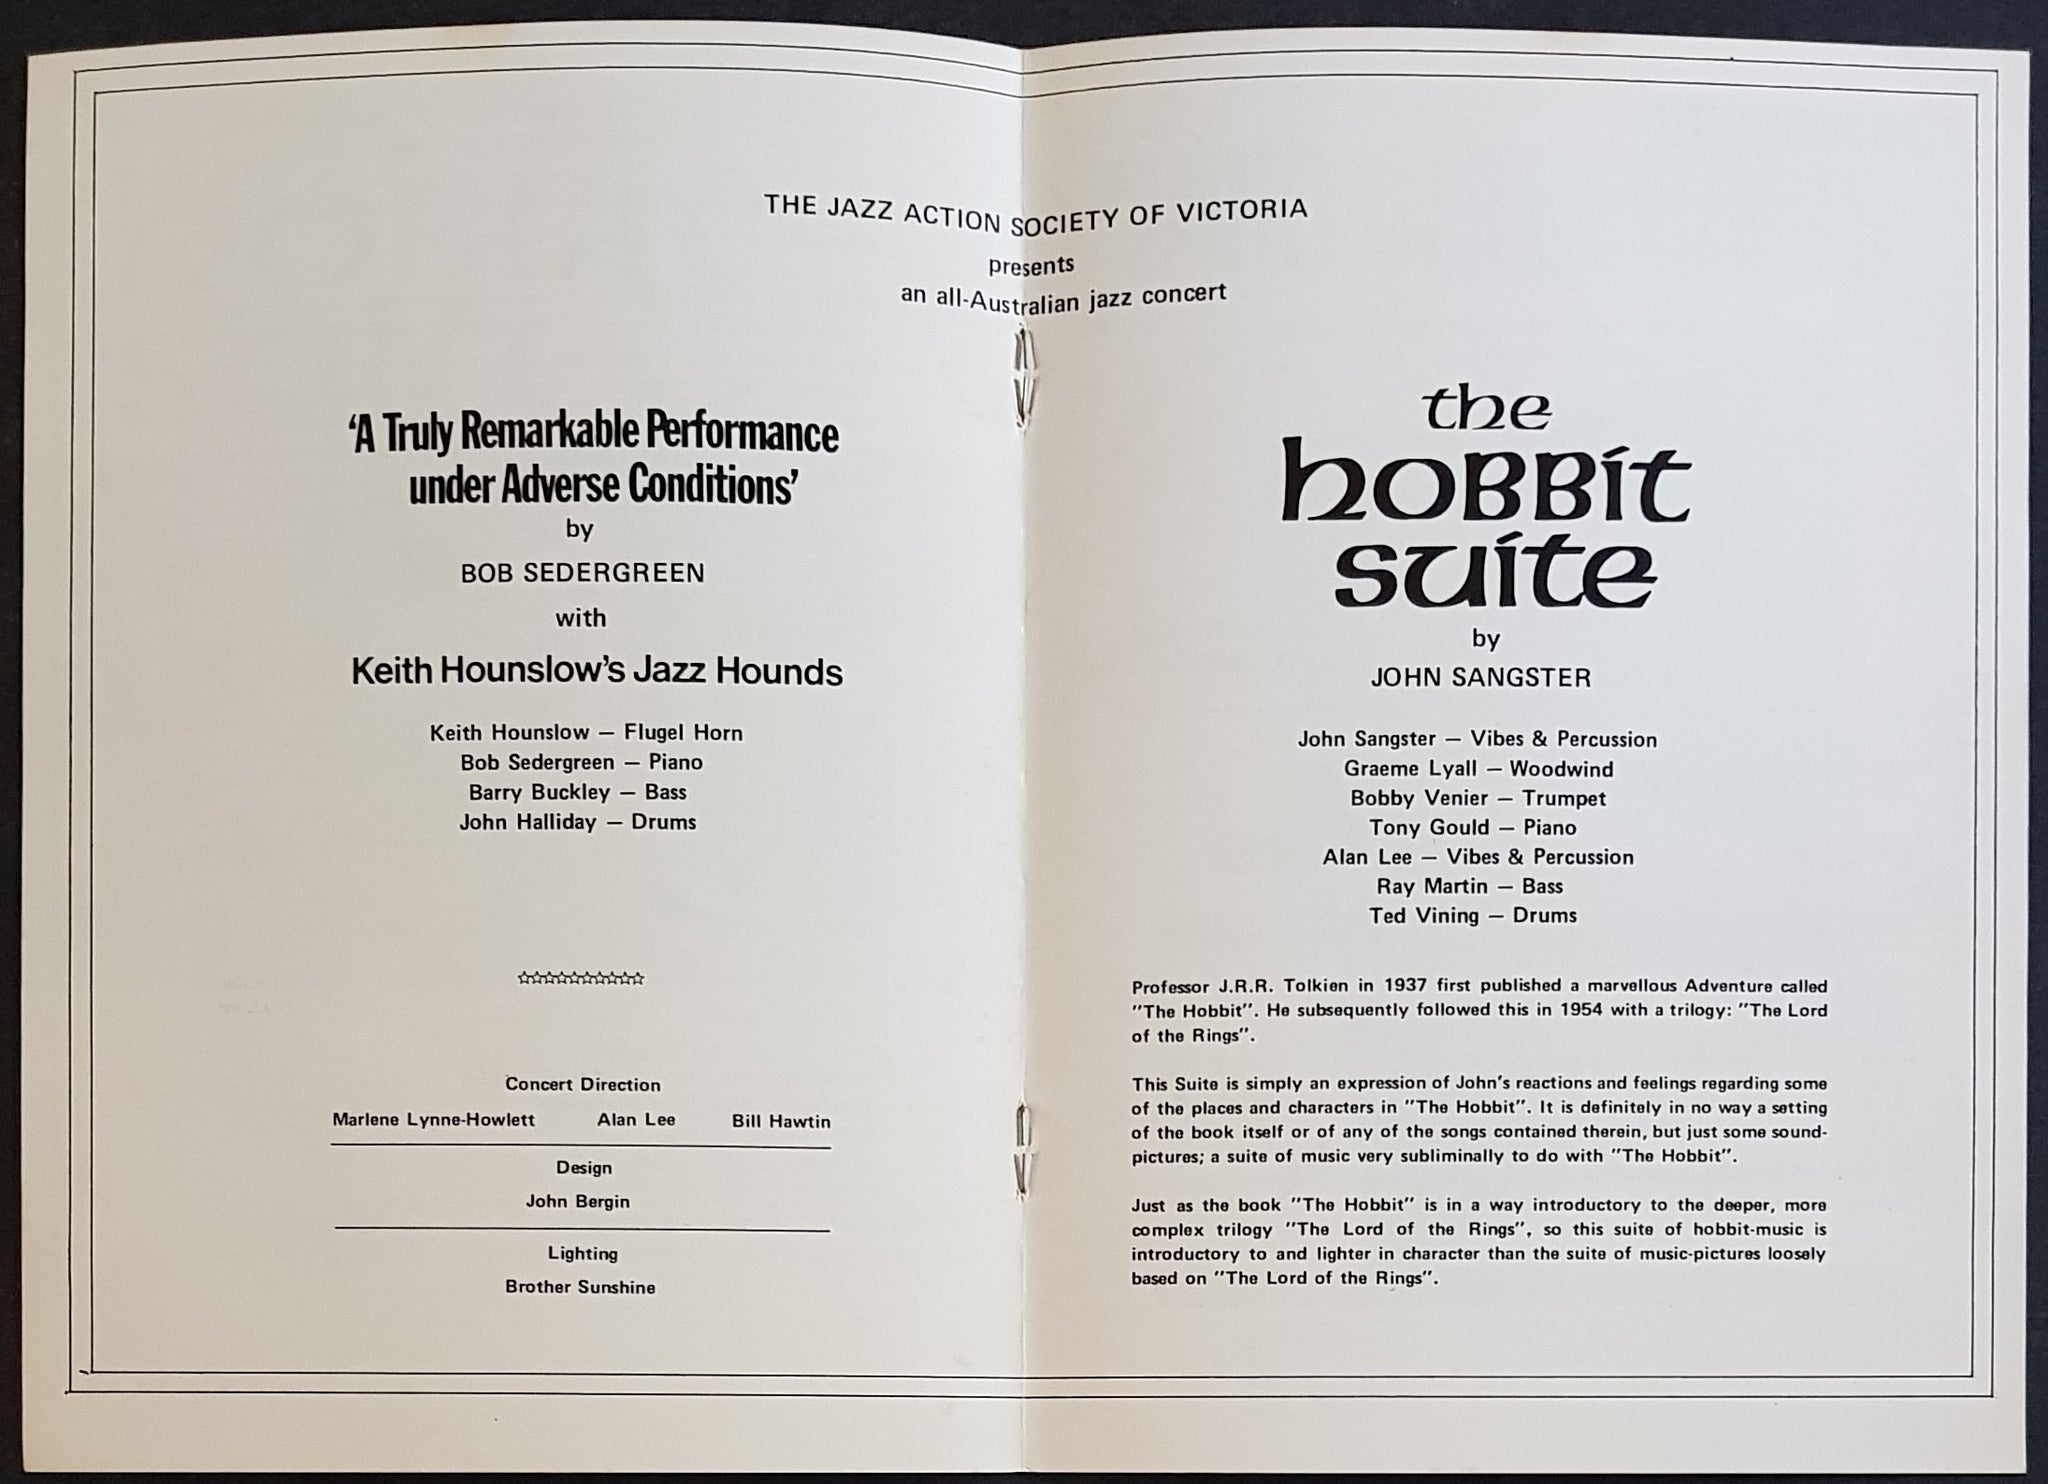 THE JAZZ ACTION SOCIETY OF VICTORIA
presents
an all-Australian jazz concert
‘A Truly Remarkable Performance
under Adverse Conditions’
by
BOB SEDERGREEN
with
Keith Hounslow’s Jazz Hounds
Keith Hounslow — Flugel Horn
Bob Sedergreen — Piano
Barry Buckley — Bass
John Halliday — Drums
Concert Direction
Marlene Lynne-Howlett Alan Lee Bill Hawtin
Design
John Bergin
Lighting
Brother Sunshine
the
hobbit
suite
by
JOHN SANGSTER
John Sangster — Vibes & Percussion
Graeme Lyall — Woodwind
Bobby Venier — Trumpet
Tony Gould — Piano
Alan Lee — Vibes & Percussion
Ray Martin — Bass
Ted Vining — Drums
Professor J.R.R. Tolkien in 1937 first published a marvellous Adventure called
"The Hobbit". He subsequently followed this in 1954 with a trilogy: "The Lord
of the Rings".
This Suite is simply an expression of John's reactions and feelings regarding some
of the places and characters in "The Hobbit". It is definitely in no way a setting
of the book itself or of any of the songs contained therein, but just some sound-
pictures; a suite of music very subliminally to do with "The Hobbit".
Just as the book "The Hobbit" is in a way introductory to the deeper, more
complex trilogy "The Lord of the Rings", so this suite of hobbit-music is
introductory to and lighter in character than the suite of music-pictures loosely
based on "The Lord of the Rings".